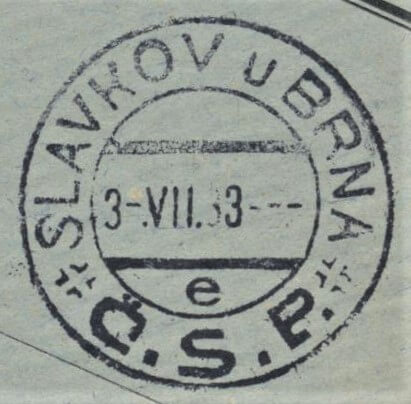 SLAVKOV u BRNA
3-.VII.33---
e
Č.S.P.